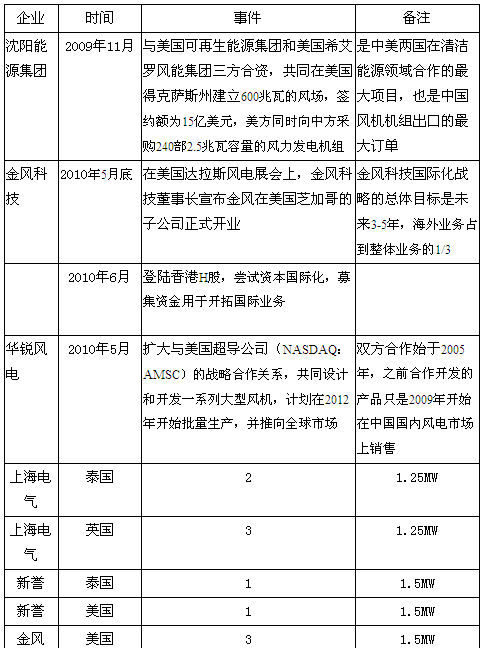 企业 时间 事件 备注
沈阳能源集团 2009年11月 与美国可再生能源集团和美国希艾罗风能集团三方合资，共同在美国得克萨斯州建立600兆瓦的风场，签约额为15亿美元，美方同时向中方采购240部2.5兆瓦容量的风力发电机组 是中美两国在清洁能源领域合作的最大项目，也是中国风机机组出口的最大订单
金风科技 2010年5月底 在美国达拉斯风电展会上，金风科技董事长宣布金风在美国芝加哥的子公司正式开业 金风科技国际化战略的总体目标是未来3-5年，海外业务占到整体业务的1/3
2010年6月 登陆香港H股，尝试资本国际化，募集资金用于开拓国际业务
华锐风电 2010年5月 扩大与美国超导公司（NASDAQ：AMSC）的战略合作关系，共同设计和开发一系列大型风机，计划在2012年开始批量生产，并推向全球市场 双方合作始于2005年，之前合作开发的产品只是2009年开始在中国国内风电市场上销售
上海电气 泰国 2 1.25MW
上海电气 英国 3 1.25MW
新誉 泰国 1 1.5MW
新誉 美国 1 1.5MW
金风 美国 3 1.5MW